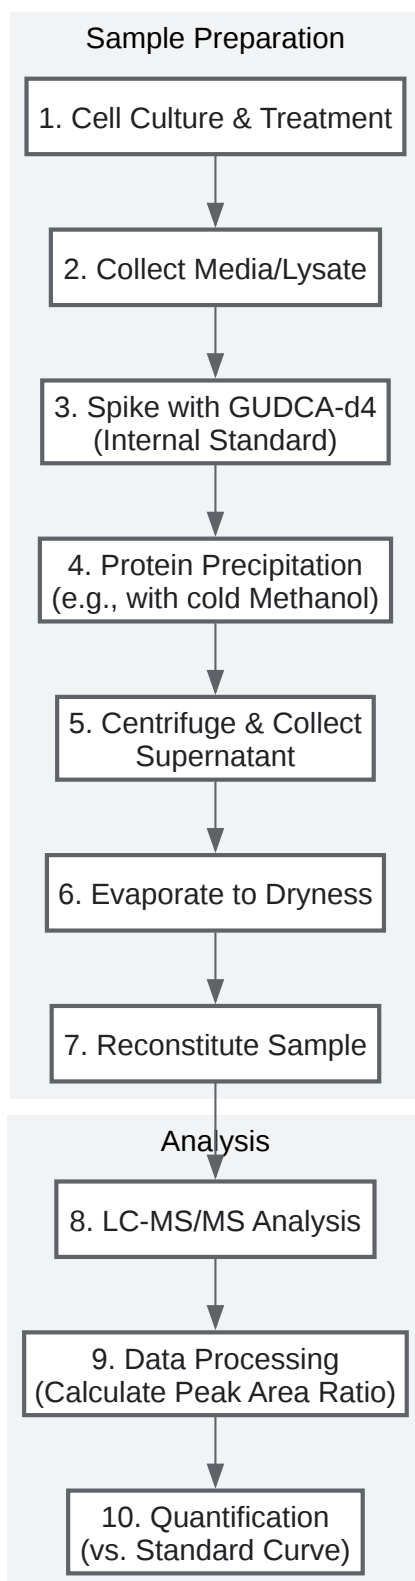 Sample Preparation
1. Cell Culture & Treatment
2. Collect Media/Lysate
3. Spike with GUDCA-d4
(Internal Standard)
4. Protein Precipitation
(e.g., with cold Methanol)
5. Centrifuge & Collect
Supernatant
6. Evaporate to Dryness
7. Reconstitute Sample
Analysis
8. LC-MS/MS Analysis
9. Data Processing
(Calculate Peak Area Ratio)
10. Quantification
(vs. Standard Curve)